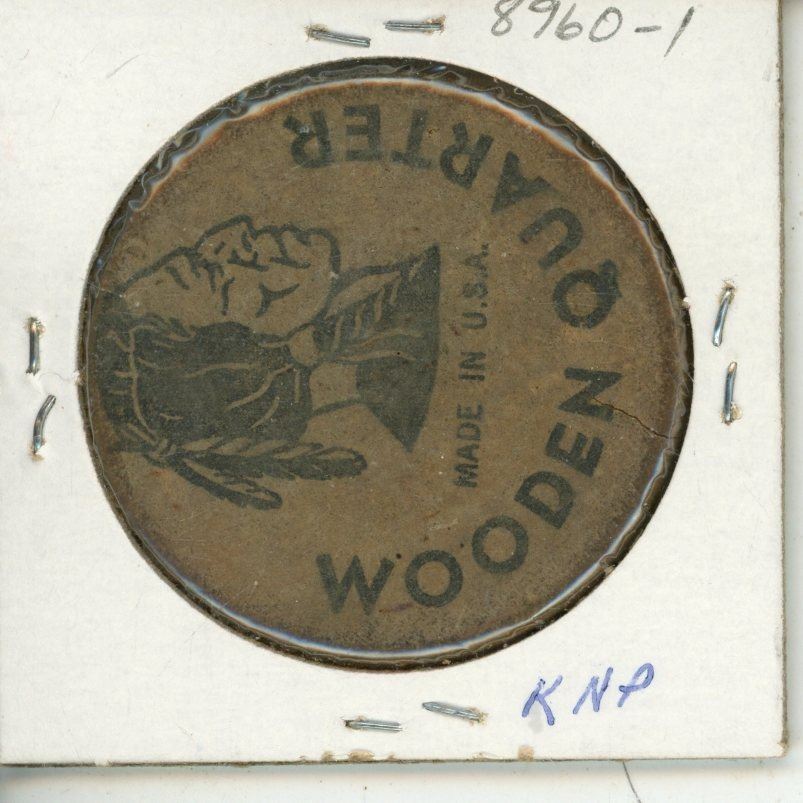 8960-1
WOODEN QUARTER
MADE IN U.S.A.
KNP